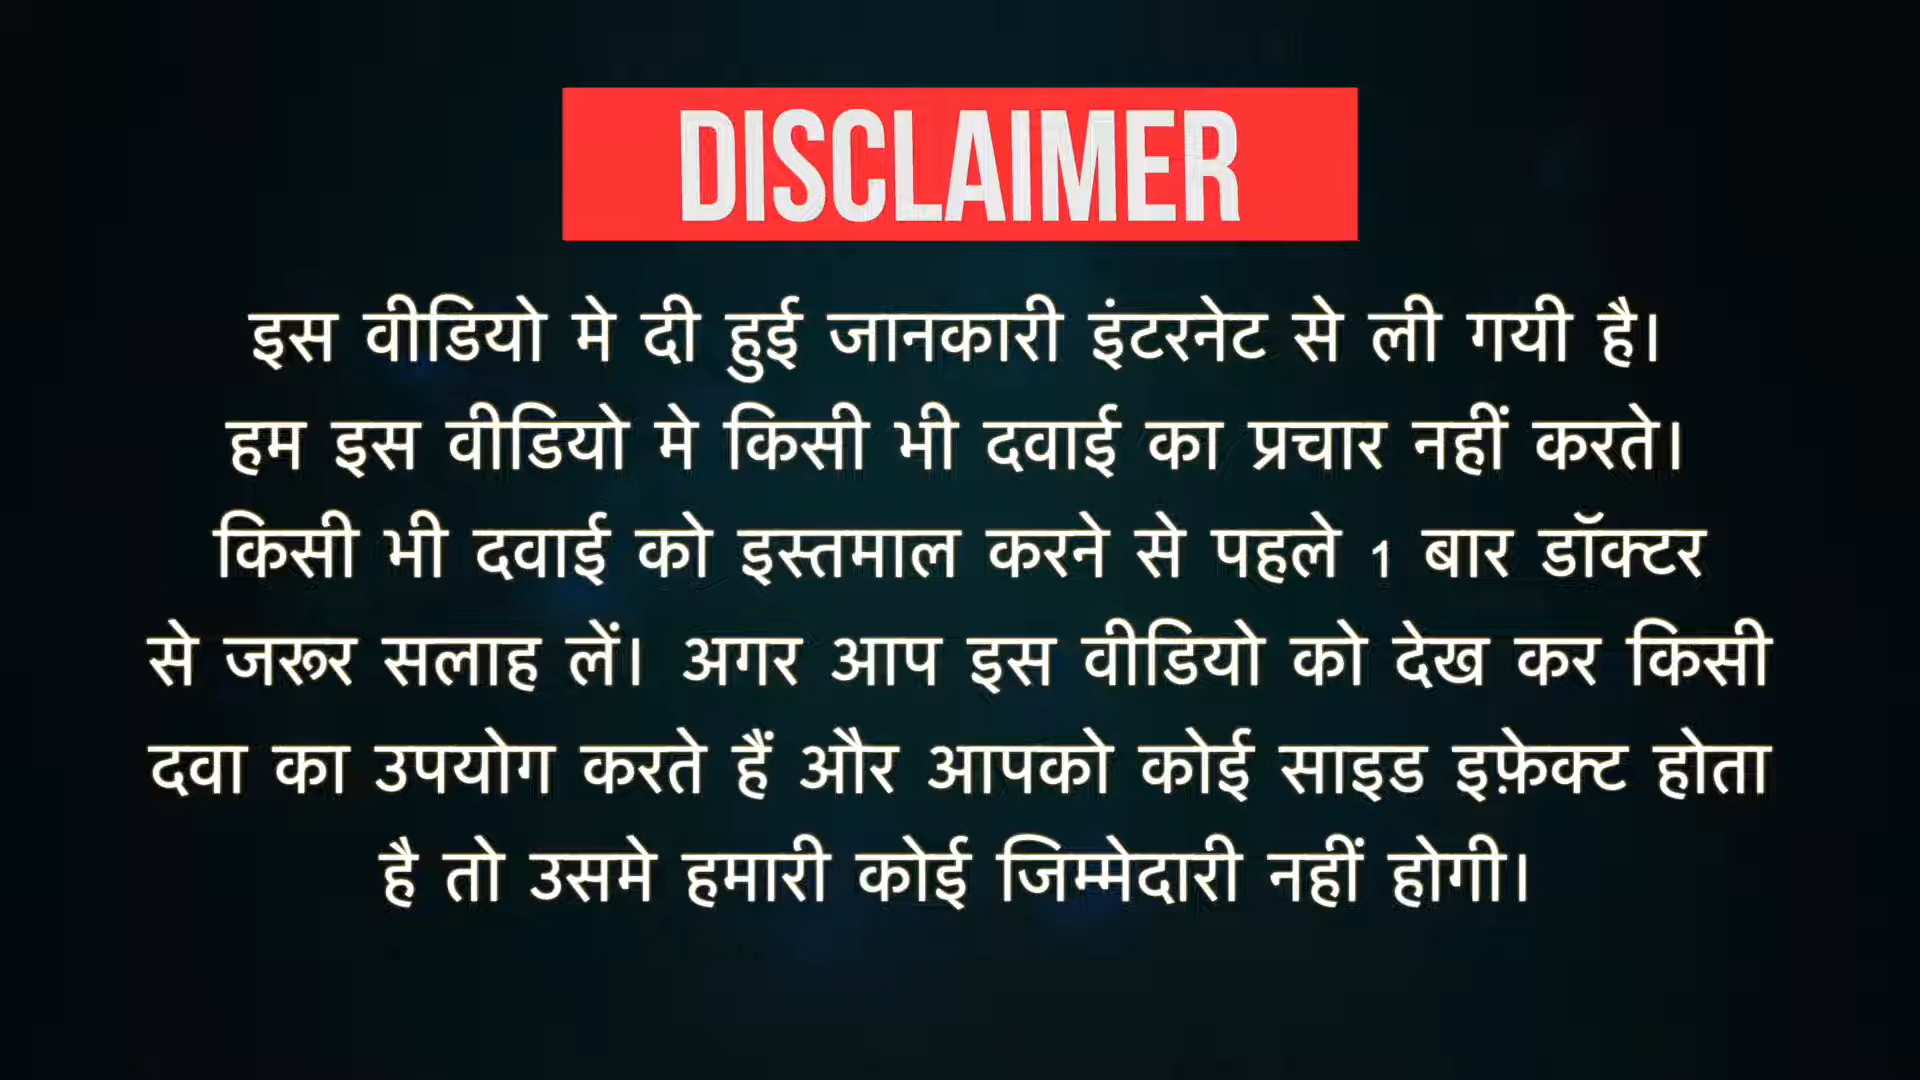 DISCLAIMER
इस वीडियो मे दी हुई जानकारी इंटरनेट से ली गयी है।
हम इस वीडियो मे किसी भी दवाई का प्रचार नहीं करते।
किसी भी दवाई को इस्तमाल करने से पहले 1 बार डॉक्टर
से जरूर सलाह लें। अगर आप इस वीडियो को देख कर किसी
दवा का उपयोग करते हैं और आपको कोई साइड इफ़ेक्ट होता
है तो उसमे हमारी कोई जिम्मेदारी नहीं होगी।